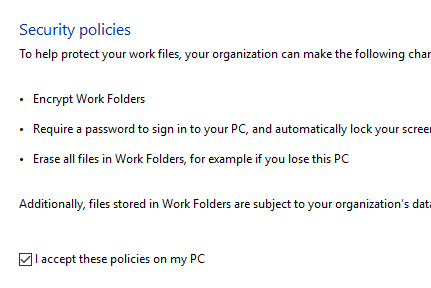 Security policies
To help protect your work files, your organization can make the following
• Encrypt Work Folders
• Require a password to sign in to your PC, and automatically lock your
• Erase all files in Work Folders, for example if you lose this PC
Additionally, files stored in Work Folders are subject to your organization's
I accept these policies on my PC